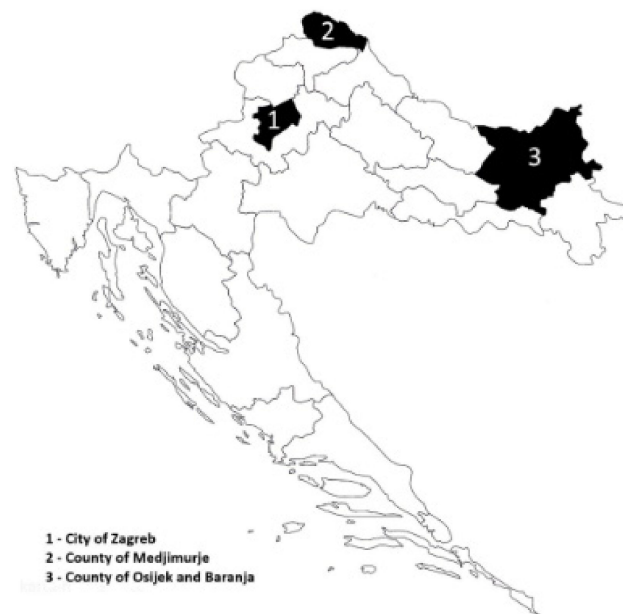 2
1
3
1 - City of Zagreb
2 - County of Medjimurje
3 - County of Osijek and Baranja